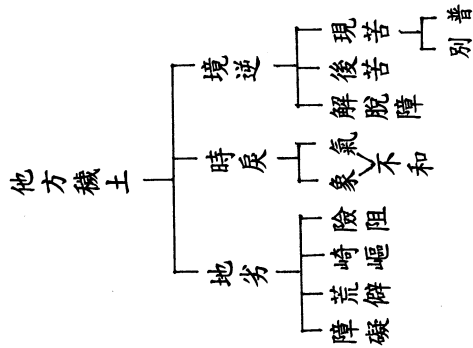 他方穢土
境逆
現苦
普
別
後苦
解脫障
時戾
氣
象
不和
地劣
險阻
崎嶇
荒僻
障礙